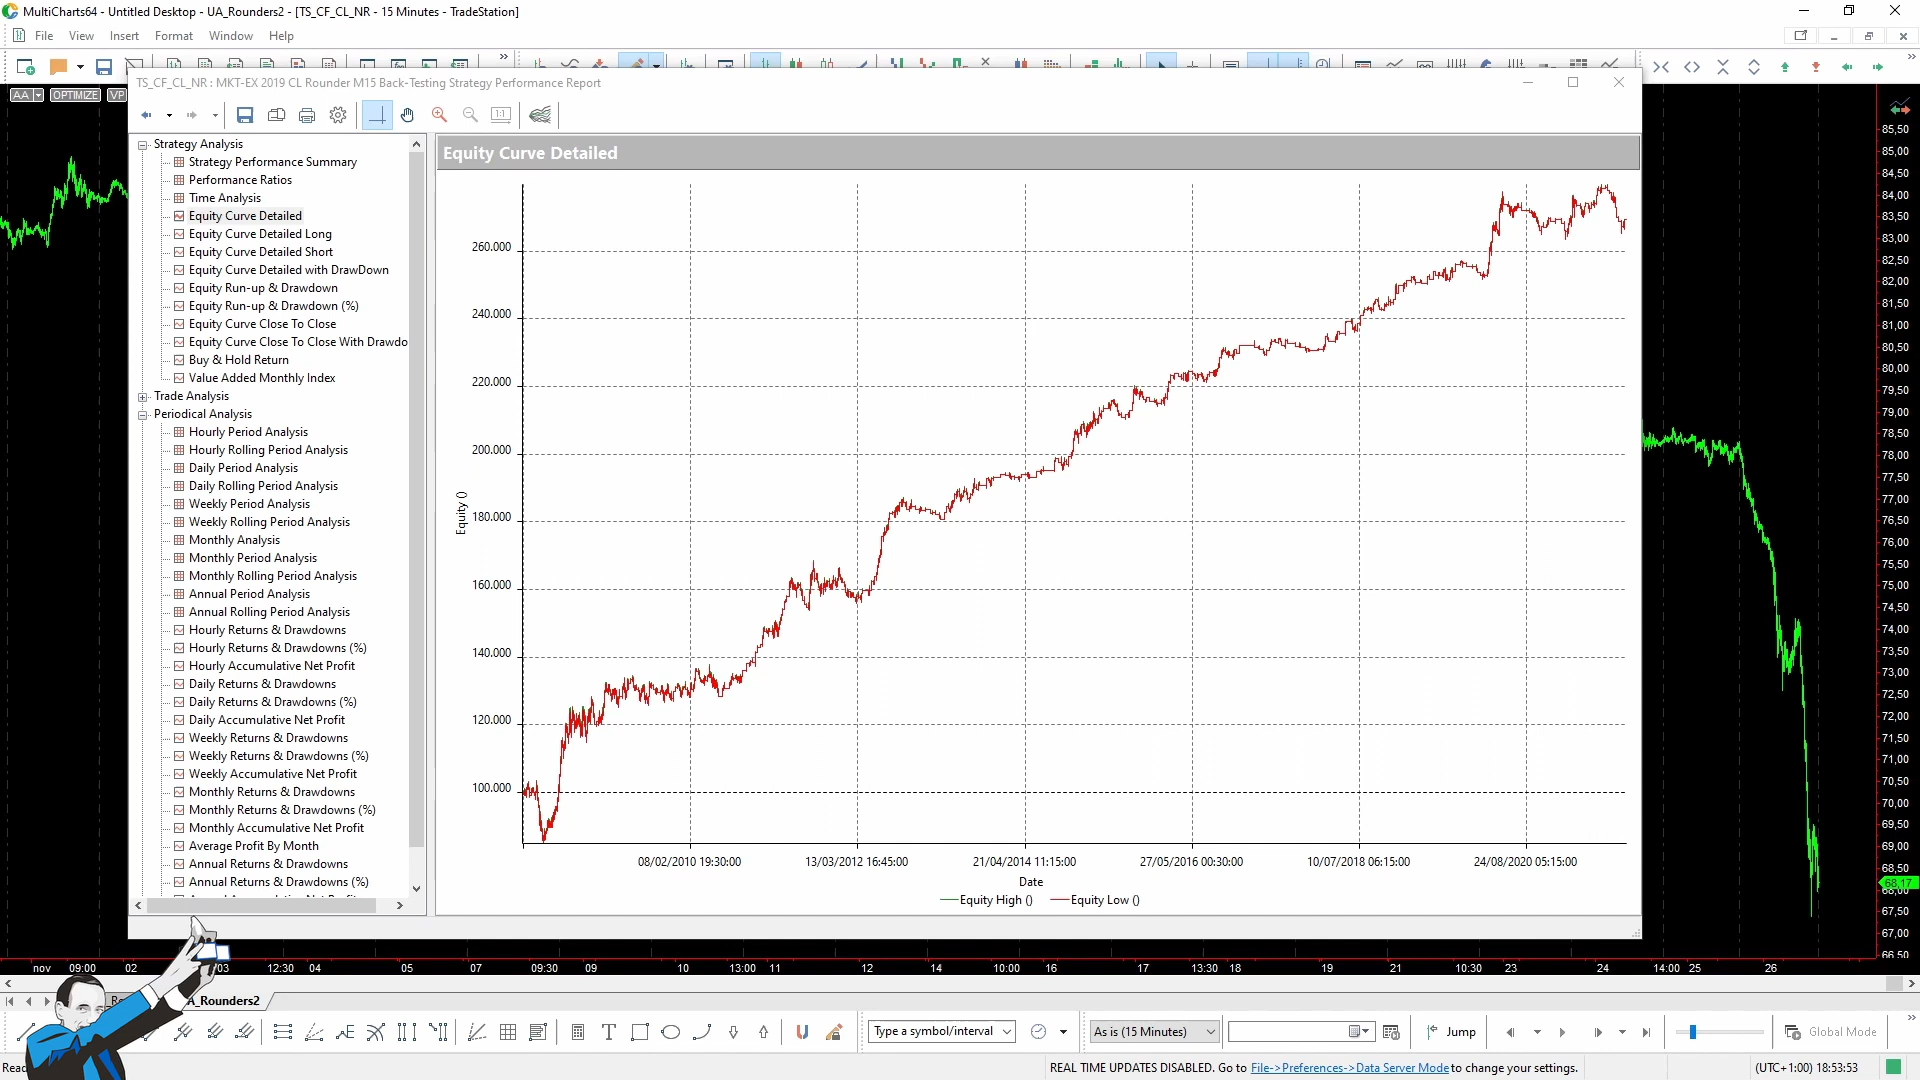 MultiCharts64 - Untitled Desktop - UA_Rounders2 - [TS_CF_CL_NR - 15 Minutes - TradeStation]
File View Insert Format Window Help
TS_CF_CL_NR : MKT-EX 2019 CL Rounder M15 Back-Testing Strategy Performance Report
AA OPTIMIZE VP
Strategy Analysis
Strategy Performance Summary
Performance Ratios
Time Analysis
Equity Curve Detailed
Equity Curve Detailed Long
Equity Curve Detailed Short
Equity Curve Detailed with DrawDown
Equity Run-up & Drawdown
Equity Run-up & Drawdown (%)
Equity Curve Close To Close
Equity Curve Close To Close With Drawdo
Buy & Hold Return
Value Added Monthly Index
Trade Analysis
Periodical Analysis
Hourly Period Analysis
Hourly Rolling Period Analysis
Daily Period Analysis
Daily Rolling Period Analysis
Weekly Period Analysis
Weekly Rolling Period Analysis
Monthly Analysis
Monthly Period Analysis
Monthly Rolling Period Analysis
Annual Period Analysis
Annual Rolling Period Analysis
Hourly Returns & Drawdowns
Hourly Returns & Drawdowns (%)
Hourly Accumulative Net Profit
Daily Returns & Drawdowns
Daily Returns & Drawdowns (%)
Daily Accumulative Net Profit
Weekly Returns & Drawdowns
Weekly Returns & Drawdowns (%)
Weekly Accumulative Net Profit
Monthly Returns & Drawdowns
Monthly Returns & Drawdowns (%)
Monthly Accumulative Net Profit
Average Profit By Month
Annual Returns & Drawdowns
Annual Returns & Drawdowns (%)
Equity Curve Detailed
260.000
240.000
220.000
200.000
180.000
160.000
140.000
120.000
100.000
Equity ()
08/02/2010 19:30:00 13/03/2012 16:45:00 21/04/2014 11:15:00 27/05/2016 00:30:00 10/07/2018 06:15:00 24/08/2020 05:15:00
Date
Equity High () Equity Low ()
85,50
85,00
84,50
84,00
83,50
83,00
82,50
82,00
81,50
81,00
80,50
80,00
79,50
79,00
78,50
78,00
77,50
77,00
76,50
76,00
75,50
75,00
74,50
74,00
73,50
73,00
72,50
72,00
71,50
71,00
70,50
70,00
69,50
69,00
68,50
68,17
67,50
67,00
66,50
nov 09:00 02 03 12:30 04 05 07 09:30 09 10 13:00 11 12 14 10:00 16 17 13:30 18 19 21 10:30 23 24 14:00 25 26
A_Rounders2
Type a symbol/interval As is (15 Minutes) Jump Global Mode
REAL TIME UPDATES DISABLED. Go to File->Preferences->Data Server Mode to change your settings. (UTC+1:00) 18:53:53